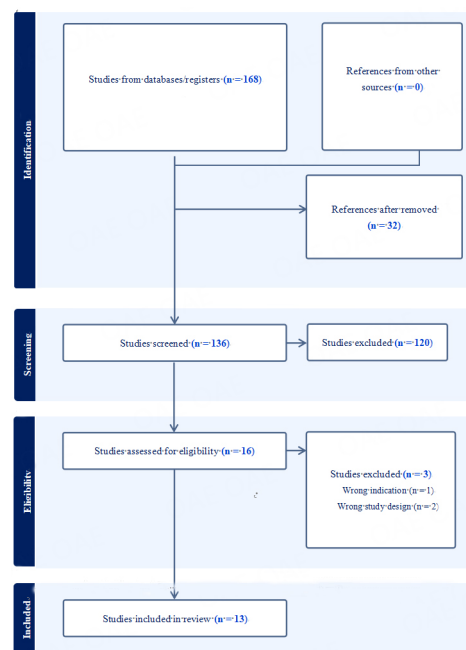 Identification
Studies from databases/registers (n = 168)
References from other
sources (n = 0)
References after removed
(n = 32)
Screening
Studies screened (n = 136)
Studies excluded (n = 120)
Eligibility
Studies assessed for eligibility (n = 16)
Studies excluded (n = 3)
Wrong indication (n = 1)
Wrong study design (n = 2)
Included
Studies included in review (n = 13)